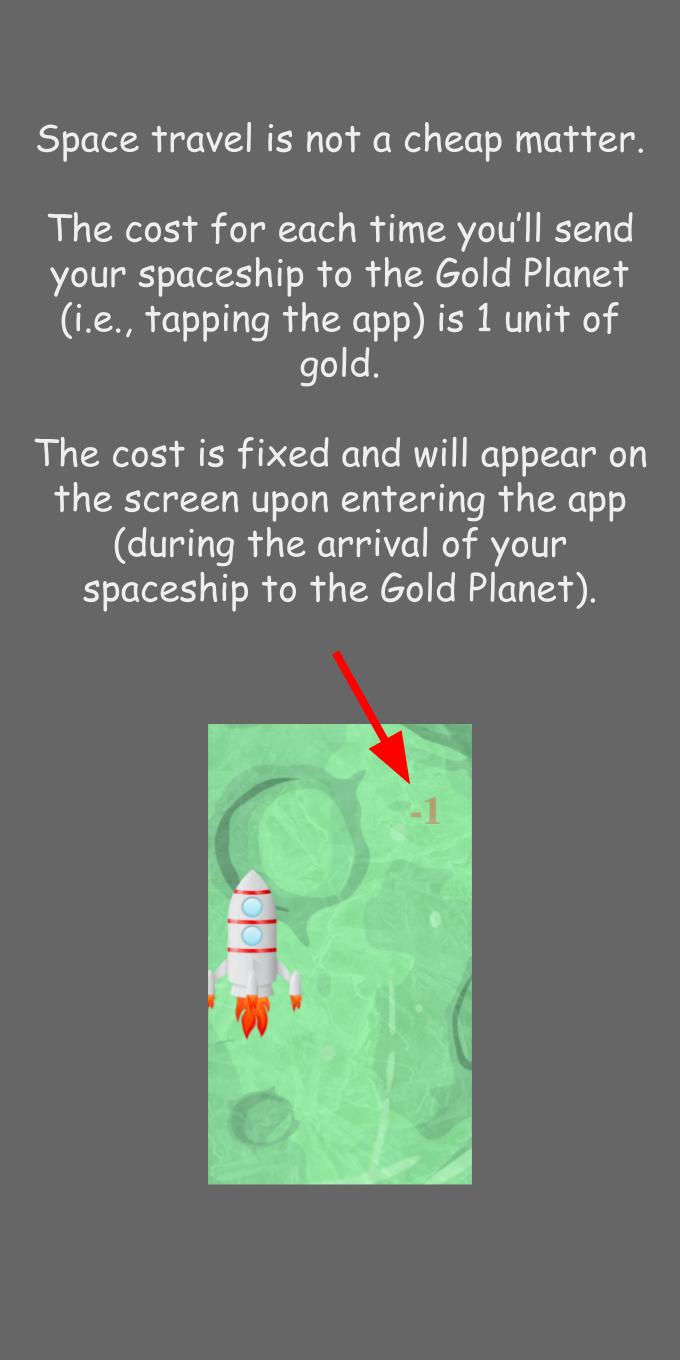 Space travel is not a cheap matter.
The cost for each time you'll send
your spaceship to the Gold Planet
(i.e., tapping the app) is 1 unit of
gold.
The cost is fixed and will appear on
the screen upon entering the app
(during the arrival of your
spaceship to the Gold Planet).
-1